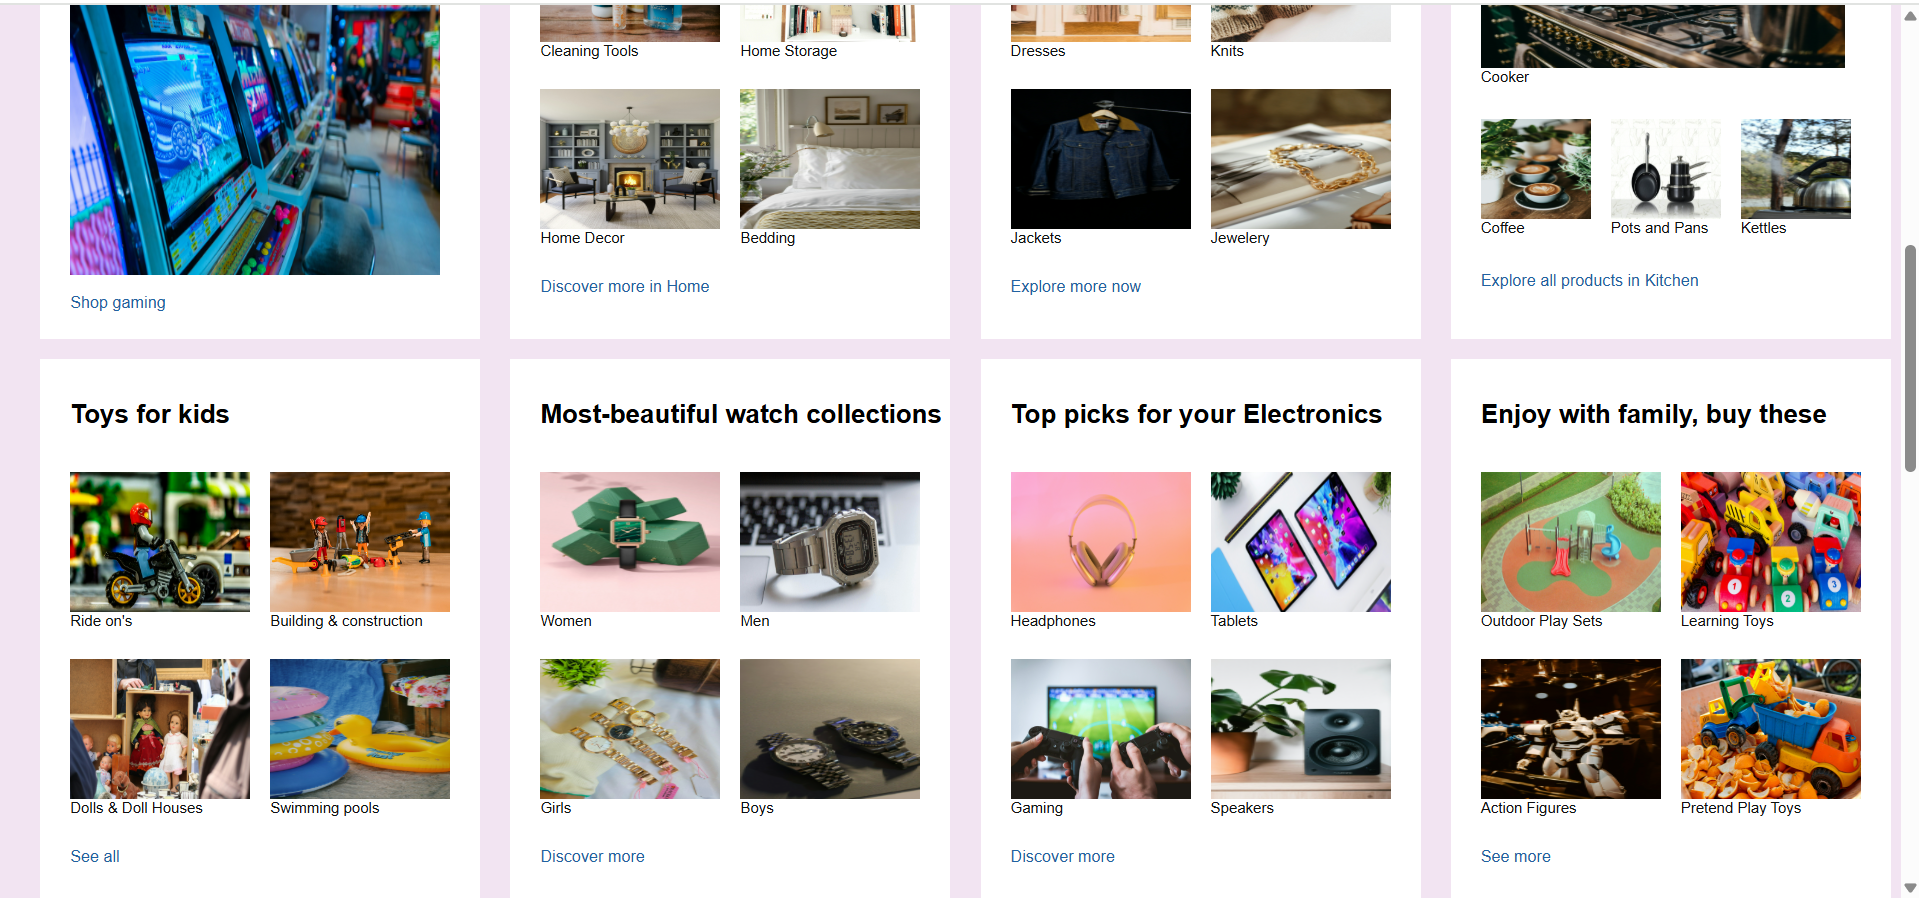 Shop gaming
Cleaning Tools
Home Storage
Home Decor
Bedding
Discover more in Home
Dresses
Knits
Jackets
Jewelery
Explore more now
Cooker
Coffee
Pots and Pans
Kettles
Explore all products in Kitchen
Toys for kids
Ride on's
Building & construction
Dolls & Doll Houses
Swimming pools
See all
Most-beautiful watch collections
Women
Men
Girls
Boys
Discover more
Top picks for your Electronics
Headphones
Tablets
Gaming
Speakers
Discover more
Enjoy with family, buy these
Outdoor Play Sets
Learning Toys
1
2
3
Action Figures
Pretend Play Toys
See more